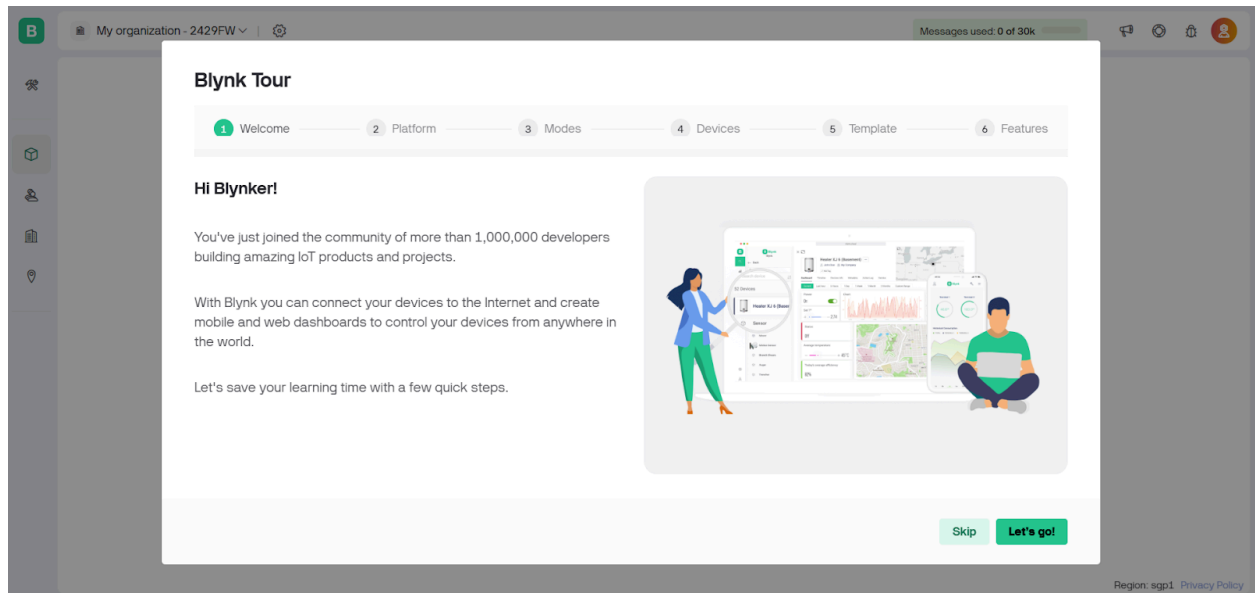 B
My organization - 2429FW
Messages used: 0 of 30k
Blynk Tour
1 Welcome
2 Platform
3 Modes
4 Devices
5 Template
6 Features
Hi Blynker!
You've just joined the community of more than 1,000,000 developers
building amazing IoT products and projects.
With Blynk you can connect your devices to the Internet and create
mobile and web dashboards to control your devices from anywhere in
the world.
Let's save your learning time with a few quick steps.
Skip
Let's go!
Region: sgp1 Privacy Policy